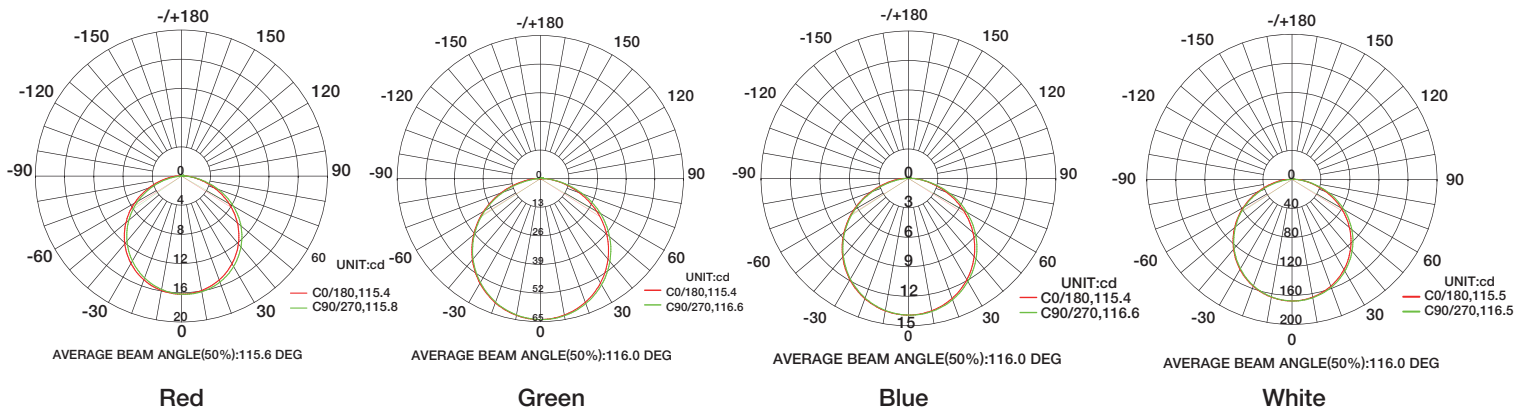 -/+180
-150 150
-120 120
-90 90
-60 60
-30 30
0
0
4
8
12
16
20
UNIT:cd
C0/180,115.4
C90/270,115.8
AVERAGE BEAM ANGLE(50%):115.6 DEG
Red
-/+180
-150 150
-120 120
-90 90
-60 60
-30 30
0
0
13
26
39
52
65
UNIT:cd
C0/180,115.4
C90/270,116.6
AVERAGE BEAM ANGLE(50%):116.0 DEG
Green
-/+180
-150 150
-120 120
-90 90
-60 60
-30 30
0
0
3
6
9
12
15
UNIT:cd
C0/180,115.4
C90/270,116.6
AVERAGE BEAM ANGLE(50%):116.0 DEG
Blue
-/+180
-150 150
-120 120
-90 90
-60 60
-30 30
0
0
40
80
120
160
200
UNIT:cd
C0/180,115.5
C90/270,116.5
AVERAGE BEAM ANGLE(50%):116.0 DEG
White